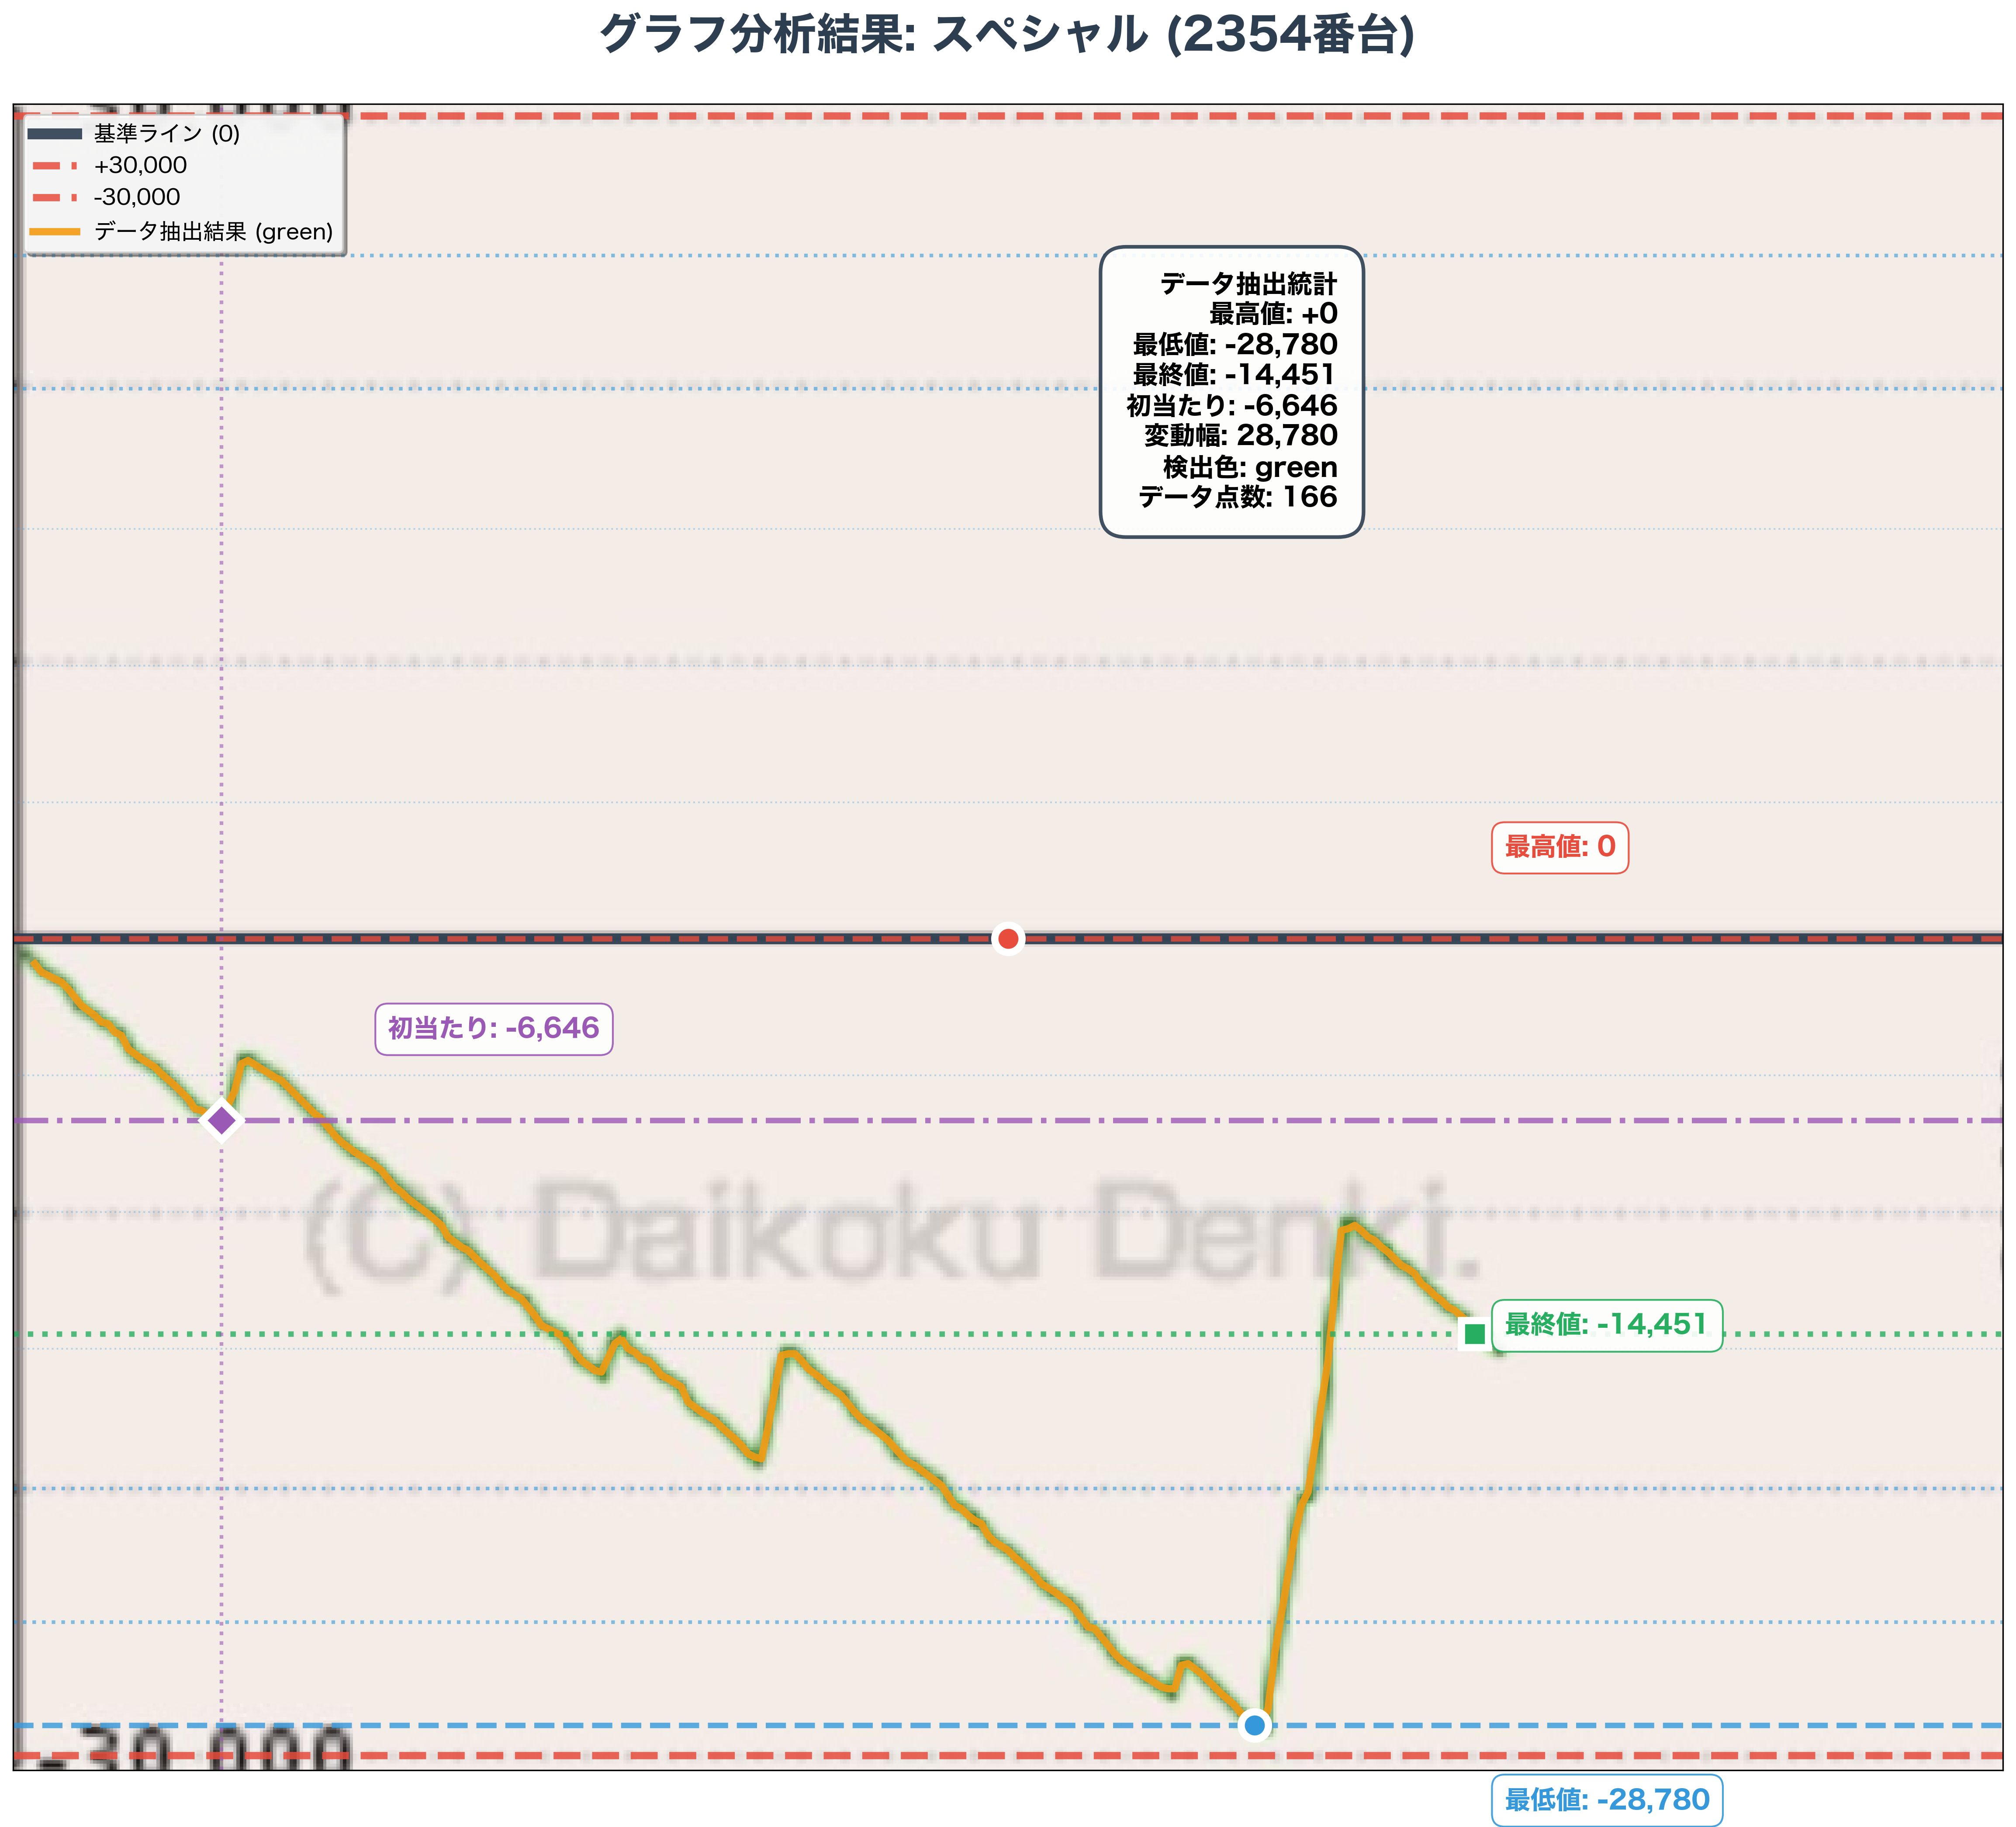 グラフ分析結果: スペシャル (2354番台)
基準ライン (0)
+30,000
-30,000
データ抽出結果 (green)
データ抽出統計
最高値: +0
最低値: -28,780
最終値: -14,451
初当たり: -6,646
変動幅: 28,780
検出色: green
データ点数: 166
最高値: 0
初当たり: -6,646
(C) Daikoku Denki.
最終値: -14,451
-30,000
最低値: -28,780